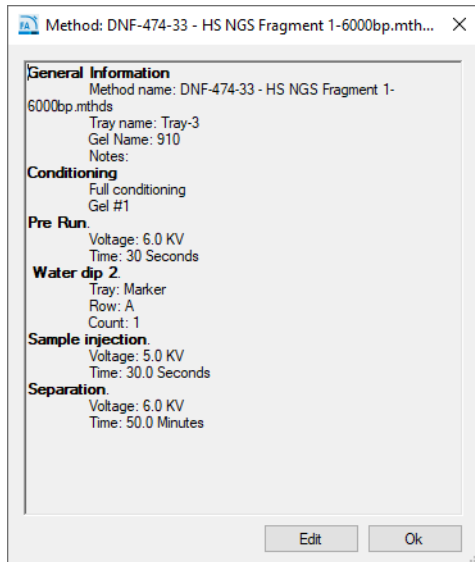 FA
Method: DNF-474-33 - HS NGS Fragment 1-6000bp.mth...
General Information
Method name: DNF-474-33 - HS NGS Fragment 1-
6000bp.mthds
Tray name: Tray-3
Gel Name: 910
Notes:
Conditioning
Full conditioning
Gel #1
Pre Run.
Voltage: 6.0 KV
Time: 30 Seconds
Water dip 2.
Tray: Marker
Row: A
Count: 1
Sample injection.
Voltage: 5.0 KV
Time: 30.0 Seconds
Separation.
Voltage: 6.0 KV
Time: 50.0 Minutes
Edit
Ok